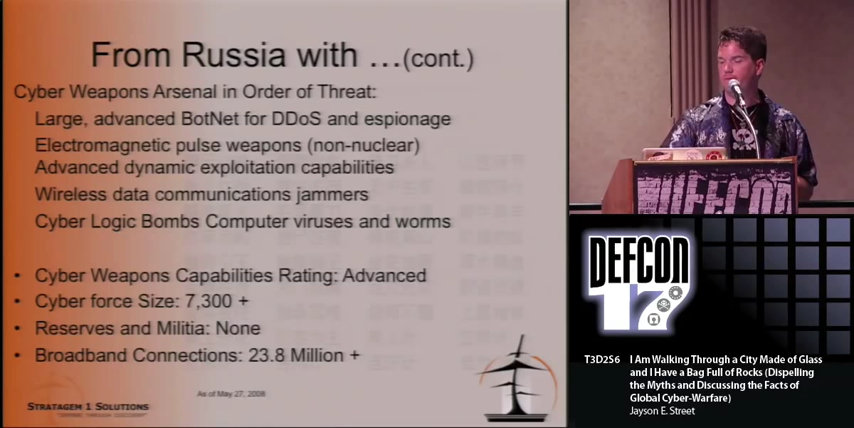 From Russia with …(cont.)
Cyber Weapons Arsenal in Order of Threat:
Large, advanced BotNet for DDoS and espionage
Electromagnetic pulse weapons (non-nuclear)
Advanced dynamic exploitation capabilities
Wireless data communications jammers
Cyber Logic Bombs Computer viruses and worms
• Cyber Weapons Capabilities Rating: Advanced
• Cyber force Size: 7,300 +
• Reserves and Militia: None
• Broadband Connections: 23.8 Million +
As of May 27, 2008
STRATAGEM 1 SOLUTIONS
DEFCON
DEFCON
17
T3D2S6
I Am Walking Through a City Made of Glass
and I Have a Bag Full of Rocks (Dispelling
the Myths and Discussing the Facts of
Global Cyber-Warfare)
Jayson E. Street